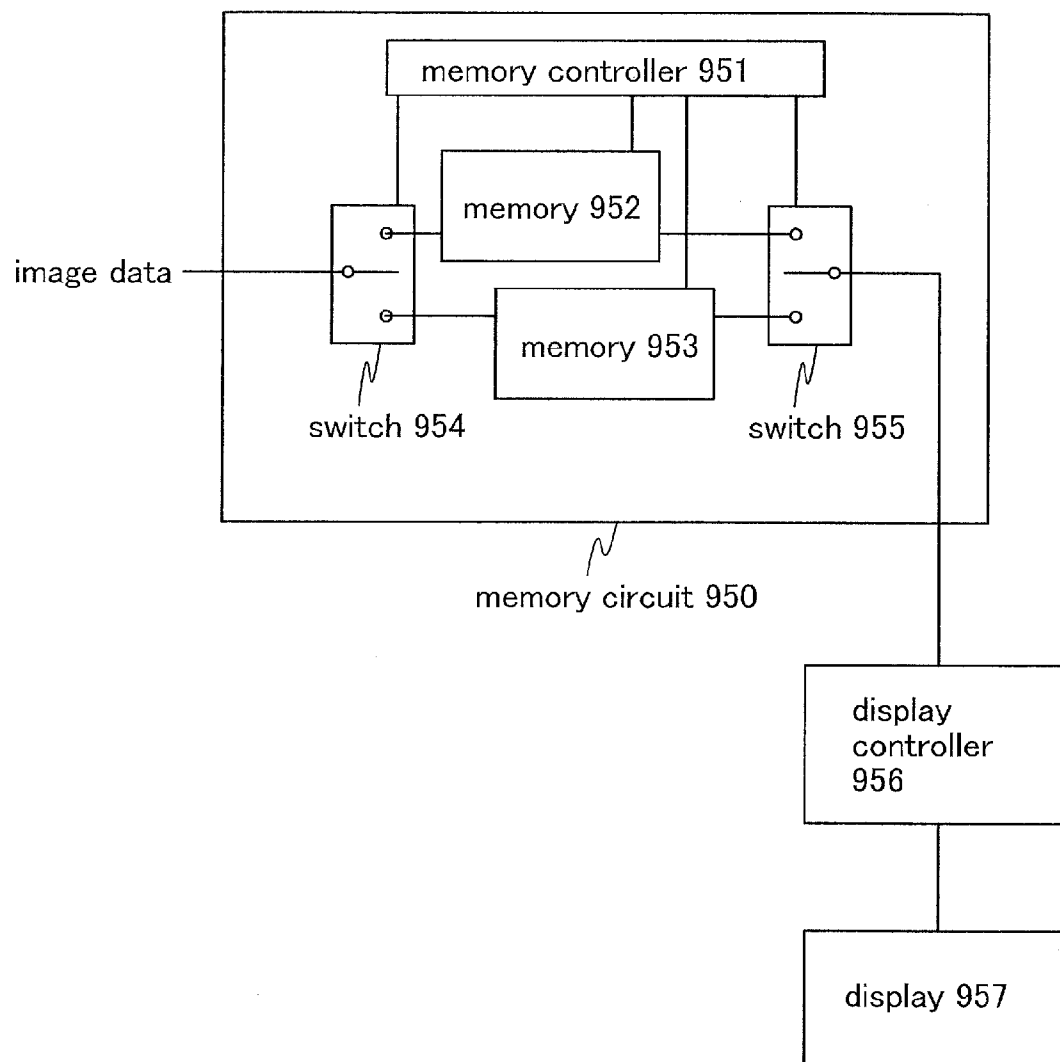 memory controller 951
memory 952
image data
memory 953
switch 954
switch 955
memory circuit 950
display
controller
956
display 957